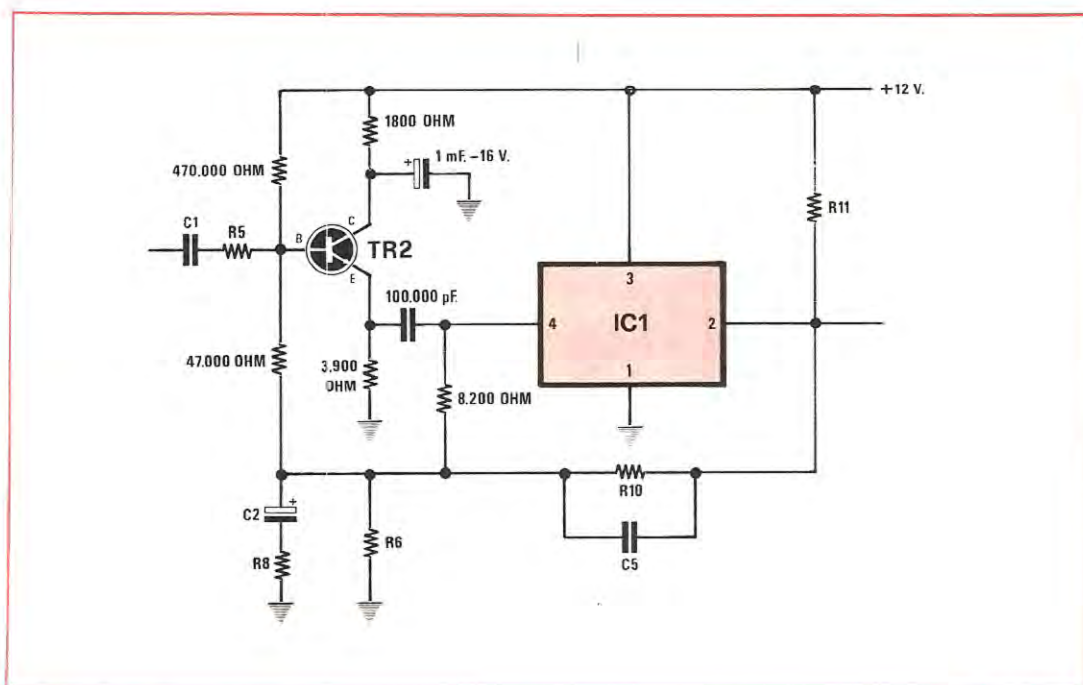 +12 V.
1800 OHM
1 mF. -16 V.
+
470.000 OHM
R11
C1
R5
B
C
TR2
E
3
100.000 pF.
4
IC1
2
1
47.000 OHM
3.900
OHM
8.200 OHM
R10
C2
+
R6
C5
R8